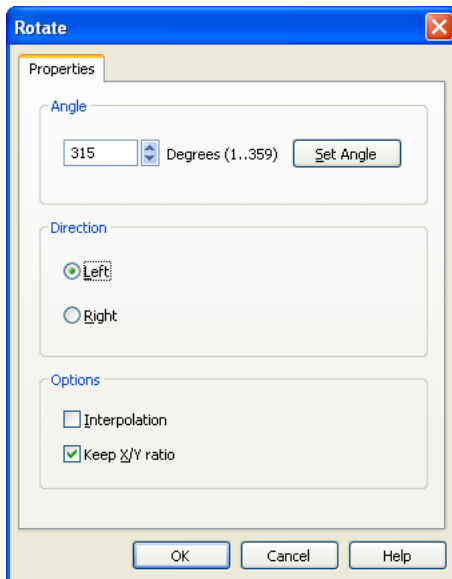 Rotate
Properties
Angle
315 Degrees (1..359) Set Angle
Direction
Left
Right
Options
Interpolation
Keep X/Y ratio
OK Cancel Help